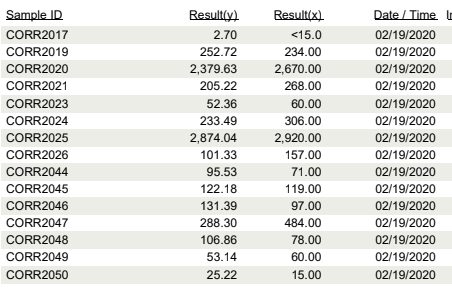 Sample ID Result(y) Result(x) Date / Time
CORR2017 2.70 <15.0 02/19/2020
CORR2019 252.72 234.00 02/19/2020
CORR2020 2,379.63 2,670.00 02/19/2020
CORR2021 205.22 268.00 02/19/2020
CORR2023 52.36 60.00 02/19/2020
CORR2024 233.49 306.00 02/19/2020
CORR2025 2,874.04 2,920.00 02/19/2020
CORR2026 101.33 157.00 02/19/2020
CORR2044 95.53 71.00 02/19/2020
CORR2045 122.18 119.00 02/19/2020
CORR2046 131.39 97.00 02/19/2020
CORR2047 288.30 484.00 02/19/2020
CORR2048 106.86 78.00 02/19/2020
CORR2049 53.14 60.00 02/19/2020
CORR2050 25.22 15.00 02/19/2020